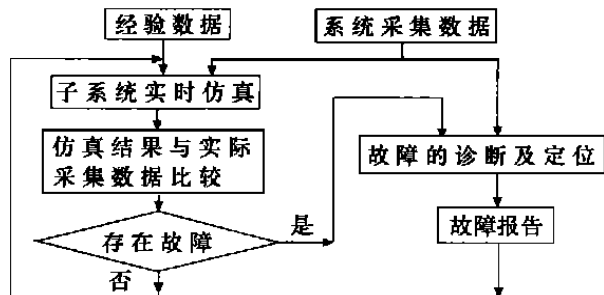 经验数据
系统采集数据
子系统实时仿真
仿真结果与实际
采集数据比较
故障的诊断及定位
是
存在故障
故障报告
否